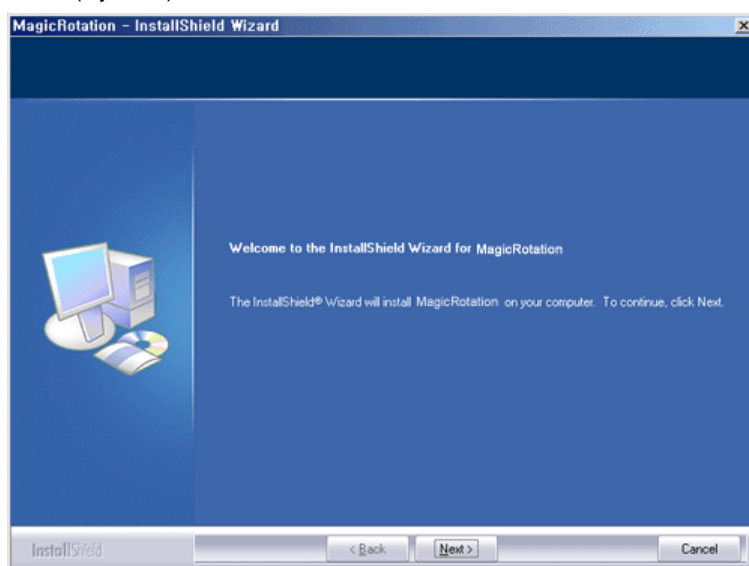 MagicRotation - InstallShield Wizard
Welcome to the InstallShield Wizard for MagicRotation
The InstallShield® Wizard will install MagicRotation on your computer. To continue, click Next.
InstallShield
< Back
Next >
Cancel